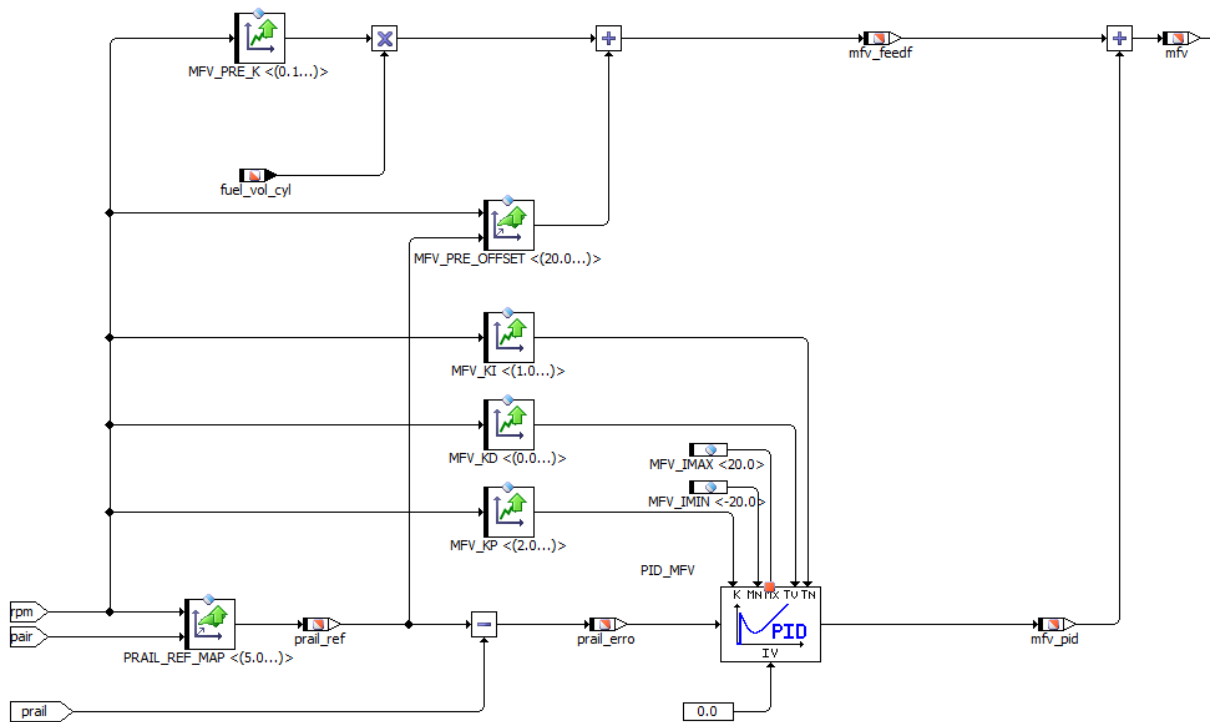 MFV_PRE_K <(0.1...)>
mfv_feedf
mfv
fuel_vol_cyl
MFV_PRE_OFFSET <(20.0...)>
MFV_KI <(1.0...)>
MFV_KD <(0.0...)>
MFV_IMAX <20.0>
MFV_IMIN <-20.0>
MFV_KP <(2.0...)>
PID_MFV
K MN MX TV TN
PID
IV
rpm
pair
prail_ref
prail_erro
mfv_pid
PRAIL_REF_MAP <(5.0...)>
prail
0.0